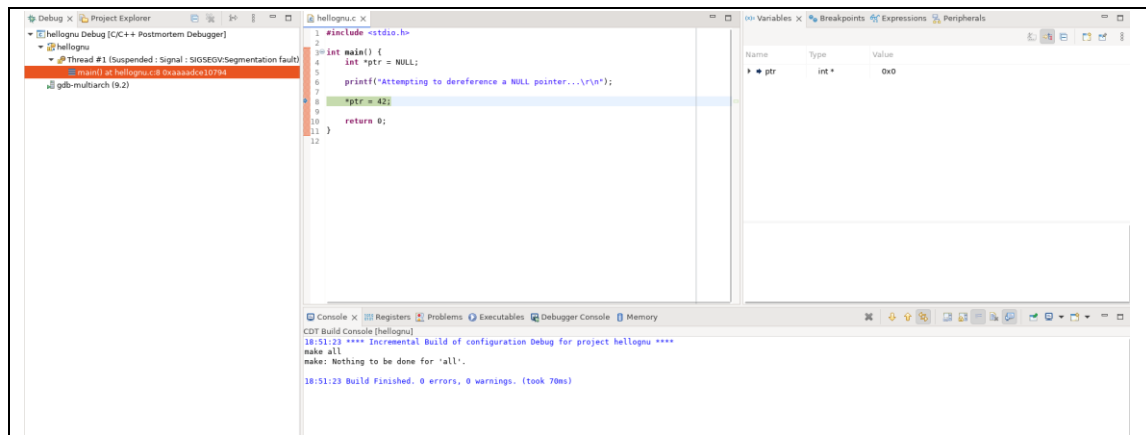 Debug
Project Explorer
hellognu Debug [C/C++ Postmortem Debugger]
hellognu
Thread #1 (Suspended : Signal : SIGSEGV:Segmentation fault)
main() at hellognu.c:8 0xaaaadce10794
gdb-multiarch (9.2)
hellognu.c
1 #include <stdio.h>
2
3 int main() {
4 int *ptr = NULL;
5
6 printf("Attempting to dereference a NULL pointer...\r\n");
7
8 *ptr = 42;
9
10 return 0;
11 }
12
Variables Breakpoints Expressions Peripherals
Name Type Value
ptr int * 0x0
Console Registers Problems Executables Debugger Console Memory
CDT Build Console [hellognu]
18:51:23 **** Incremental Build of configuration Debug for project hellognu ****
make all
make: Nothing to be done for 'all'.
18:51:23 Build Finished. 0 errors, 0 warnings. (took 70ms)